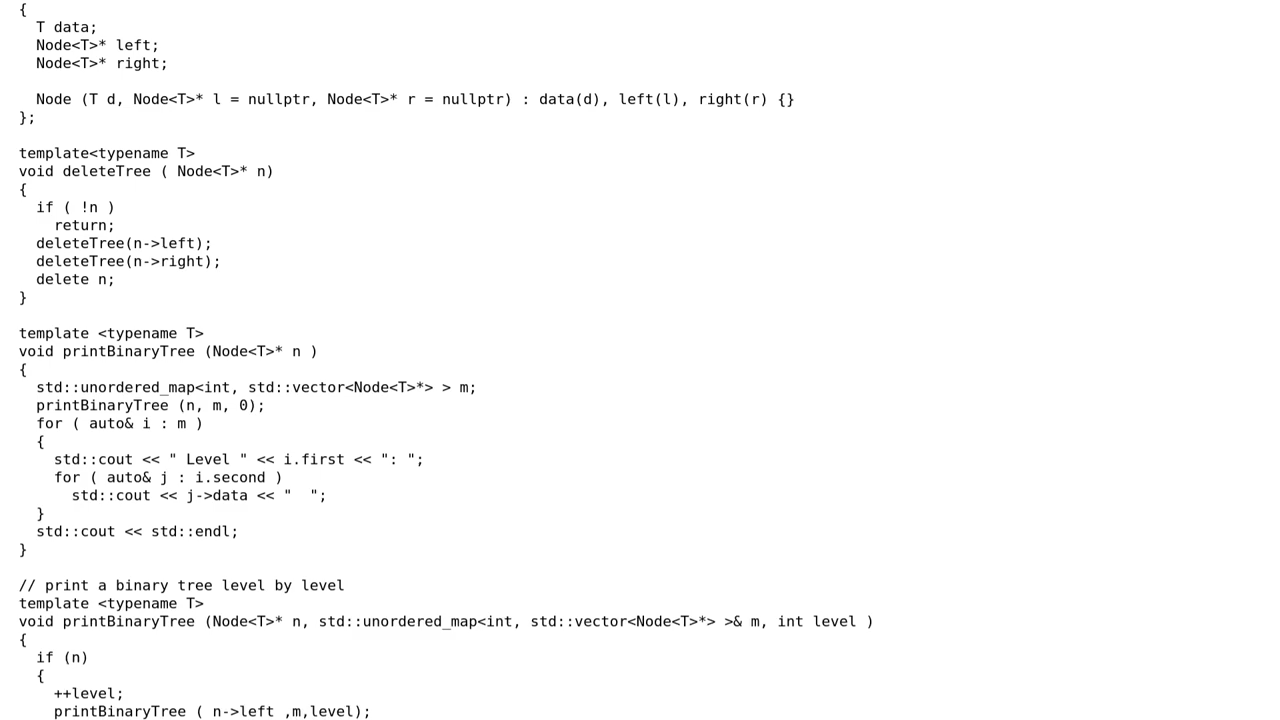 {
  T data;
  Node<T>* left;
  Node<T>* right;

  Node (T d, Node<T>* l = nullptr, Node<T>* r = nullptr) : data(d), left(l), right(r) {}
};

template<typename T>
void deleteTree ( Node<T>* n)
{
  if ( !n )
    return;
  deleteTree(n->left);
  deleteTree(n->right);
  delete n;
}

template <typename T>
void printBinaryTree (Node<T>* n )
{
  std::unordered_map<int, std::vector<Node<T>*> > m;
  printBinaryTree (n, m, 0);
  for ( auto& i : m )
  {
    std::cout << " Level " << i.first << ": ";
    for ( auto& j : i.second )
      std::cout << j->data << "  ";
  }
  std::cout << std::endl;
}

// print a binary tree level by level
template <typename T>
void printBinaryTree (Node<T>* n, std::unordered_map<int, std::vector<Node<T>*> >& m, int level )
{
  if (n)
  {
    ++level;
    printBinaryTree ( n->left ,m,level);